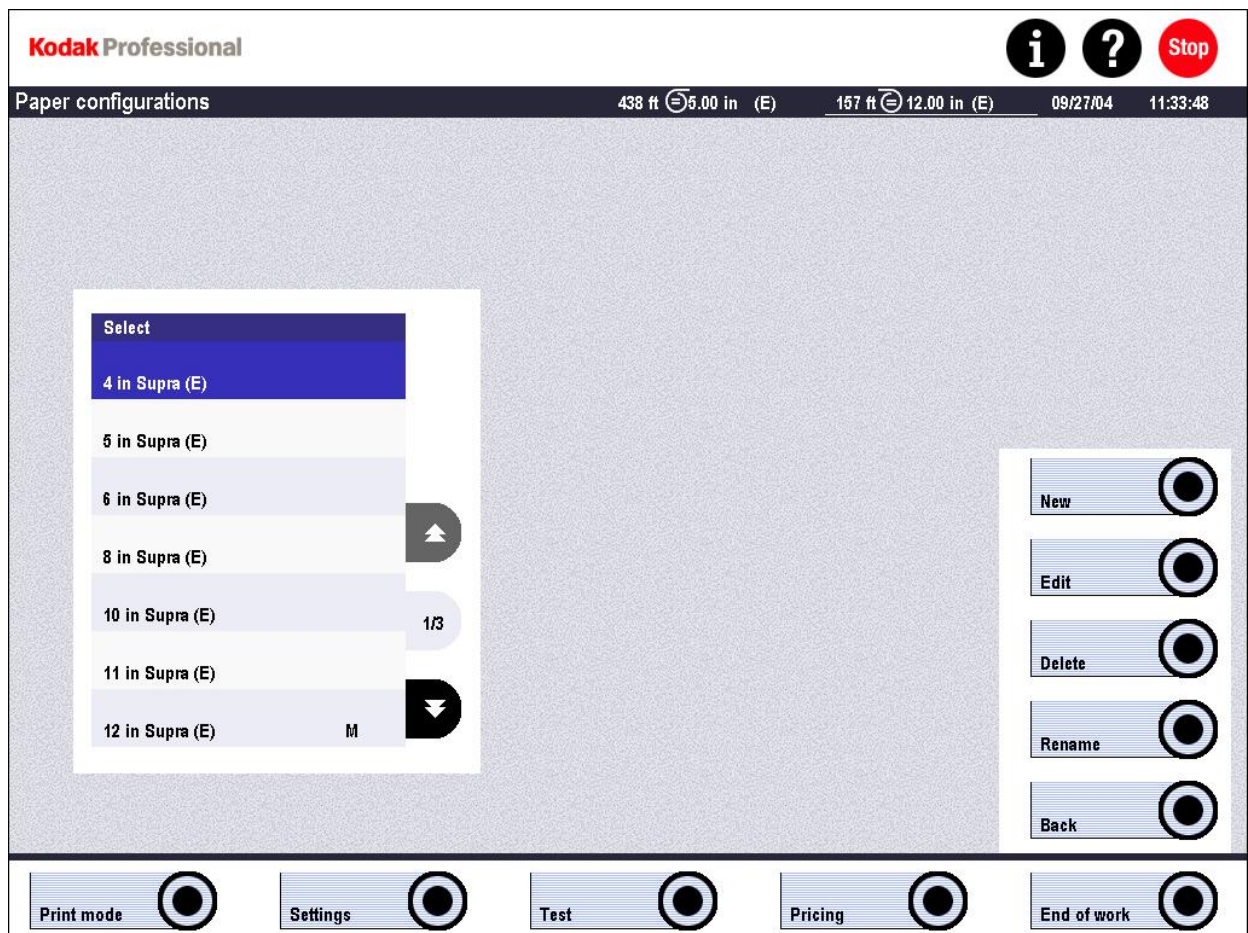 Kodak Professional
i ? Stop
Paper configurations 438 ft 5.00 in (E) 157 ft 12.00 in (E) 09/27/04 11:33:48
Select
4 in Supra (E)
5 in Supra (E)
6 in Supra (E)
8 in Supra (E)
10 in Supra (E)
1/3
11 in Supra (E)
12 in Supra (E) M
New
Edit
Delete
Rename
Back
Print mode Settings Test Pricing End of work